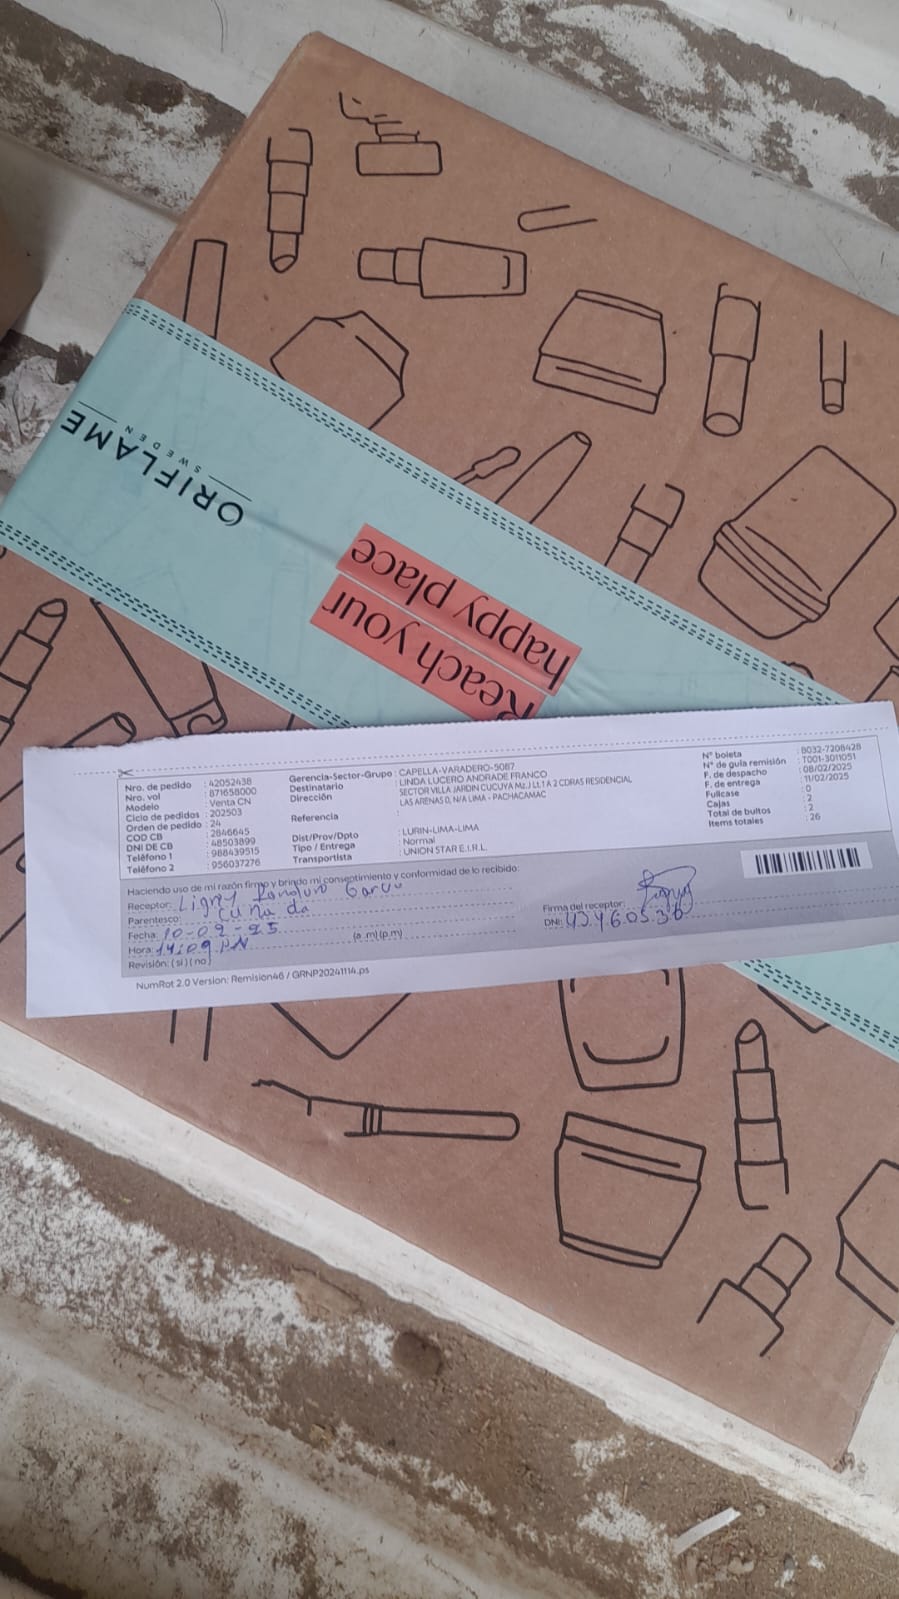 ORIFLAME
SWEDEN
Reach your
happy place
Nro. de pedido : 42052438
Nro. vol : 871658000
Modelo : Venta CN
Ciclo de pedidos : 202503
Orden de pedido : 24
COD CB : 2846645
DNI DE CB : 48503899
Teléfono 1 : 988439515
Teléfono 2 : 956037276
Gerencia-Sector-Grupo : CAPELLA-VARADERO-5087
Destinatario : LINDA LUCERO ANDRADE FRANCO
Dirección : SECTOR VILLA JARDIN CUCUYA MZ.J LT.1 A 2 CDRAS RESIDENCIAL
LAS ARENAS 0, N/A LIMA - PACHACAMAC
Referencia :
Dist/Prov/Dpto : LURIN-LIMA-LIMA
Tipo / Entrega : Normal
Transportista : UNION STAR E.I.R.L.
N° boleta : B032-7208428
N° de guía remisión : T001-3011051
F. de despacho : 08/02/2025
F. de entrega : 11/02/2025
Fullcase : 0
Cajas : 2
Total de bultos : 2
Items totales : 26
Haciendo uso de mi razón firmo y brindo mi consentimiento y conformidad de lo recibido:
Receptor:
Parentesco: Cuñada
Fecha: 10-02-25
Hora: 14:09 PM (a.m)(p.m)
Revisión: (si)(no)
Firma del receptor:
DNI:
NumRot 2.0 Version: Remision46 / GRNP20241114.ps